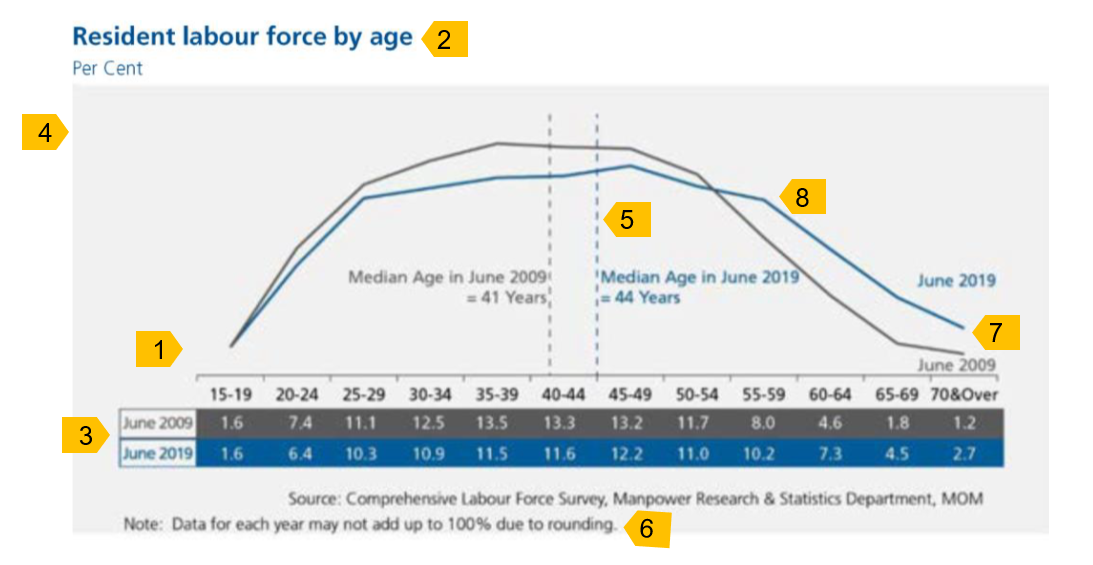 Resident labour force by age
2
Per Cent
4
8
5
Median Age in June 2009
= 41 Years
Median Age in June 2019
= 44 Years
June 2019
7
1
June 2009
15-19 20-24 25-29 30-34 35-39 40-44 45-49 50-54 55-59 60-64 65-69 70&Over
3
June 2009 1.6 7.4 11.1 12.5 13.5 13.3 13.2 11.7 8.0 4.6 1.8 1.2
June 2019 1.6 6.4 10.3 10.9 11.5 11.6 12.2 11.0 10.2 7.3 4.5 2.7
Source: Comprehensive Labour Force Survey, Manpower Research & Statistics Department, MOM
Note: Data for each year may not add up to 100% due to rounding.
6